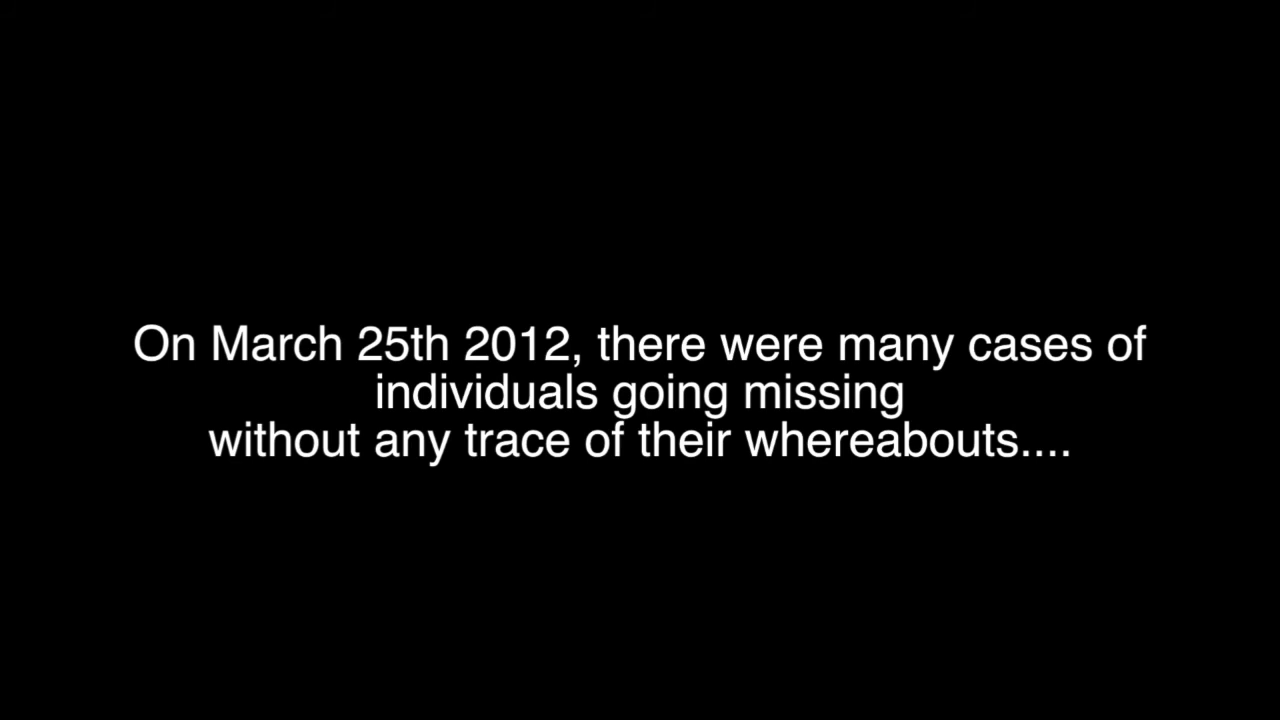 On March 25th 2012, there were many cases of
individuals going missing
without any trace of their whereabouts....